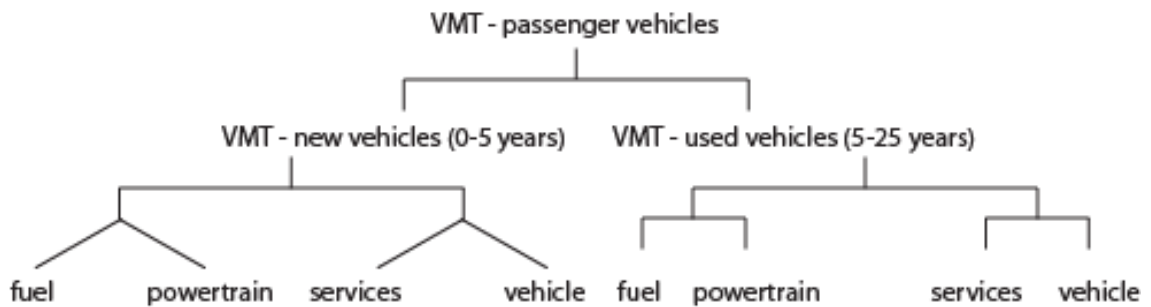 VMT - passenger vehicles
VMT - new vehicles (0-5 years) VMT - used vehicles (5-25 years)
fuel powertrain services vehicle fuel powertrain services vehicle